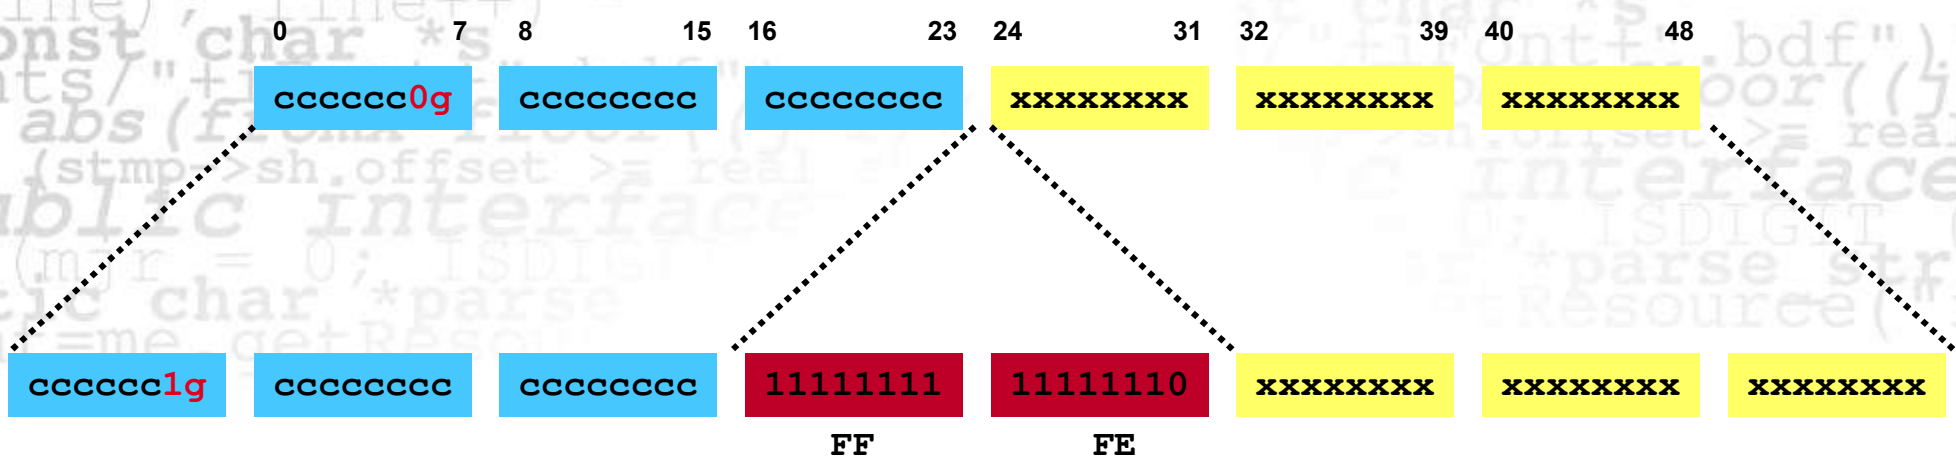 0 7 8 15 16 23 24 31 32 39 40 48
cccccc0g cccccccc cccccccc xxxxxxxx xxxxxxxx xxxxxxxx
cccccc1g cccccccc cccccccc 11111111 11111110 xxxxxxxx xxxxxxxx xxxxxxxx
FF FE